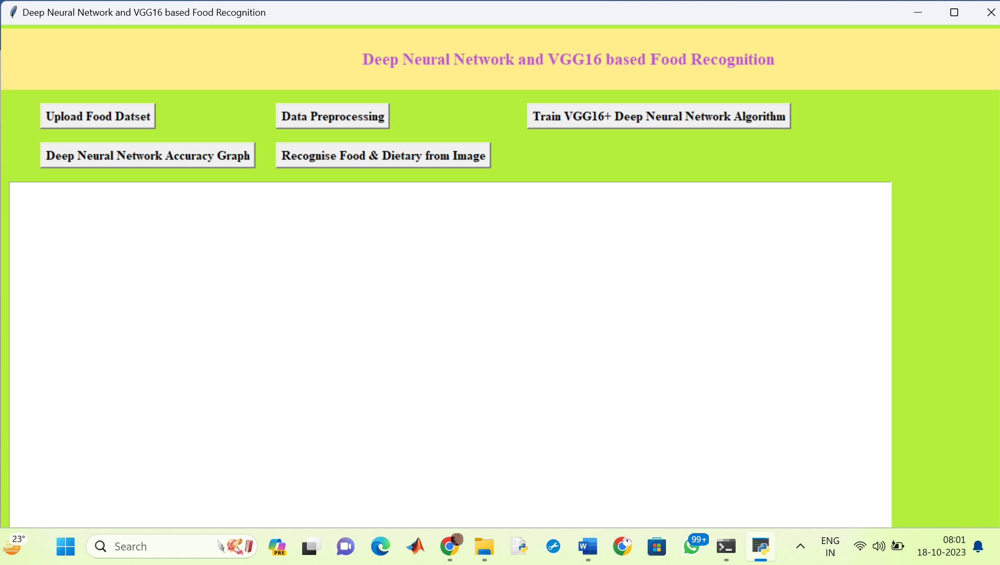 Deep Neural Network and VGG16 based Food Recognition
Deep Neural Network and VGG16 based Food Recognition
Upload Food Datset
Data Preprocessing
Train VGG16+ Deep Neural Network Algorithm
Deep Neural Network Accuracy Graph
Recognise Food & Dietary from Image
23°
Search
PRE
W
99+
ENG
IN
08:01
18-10-2023